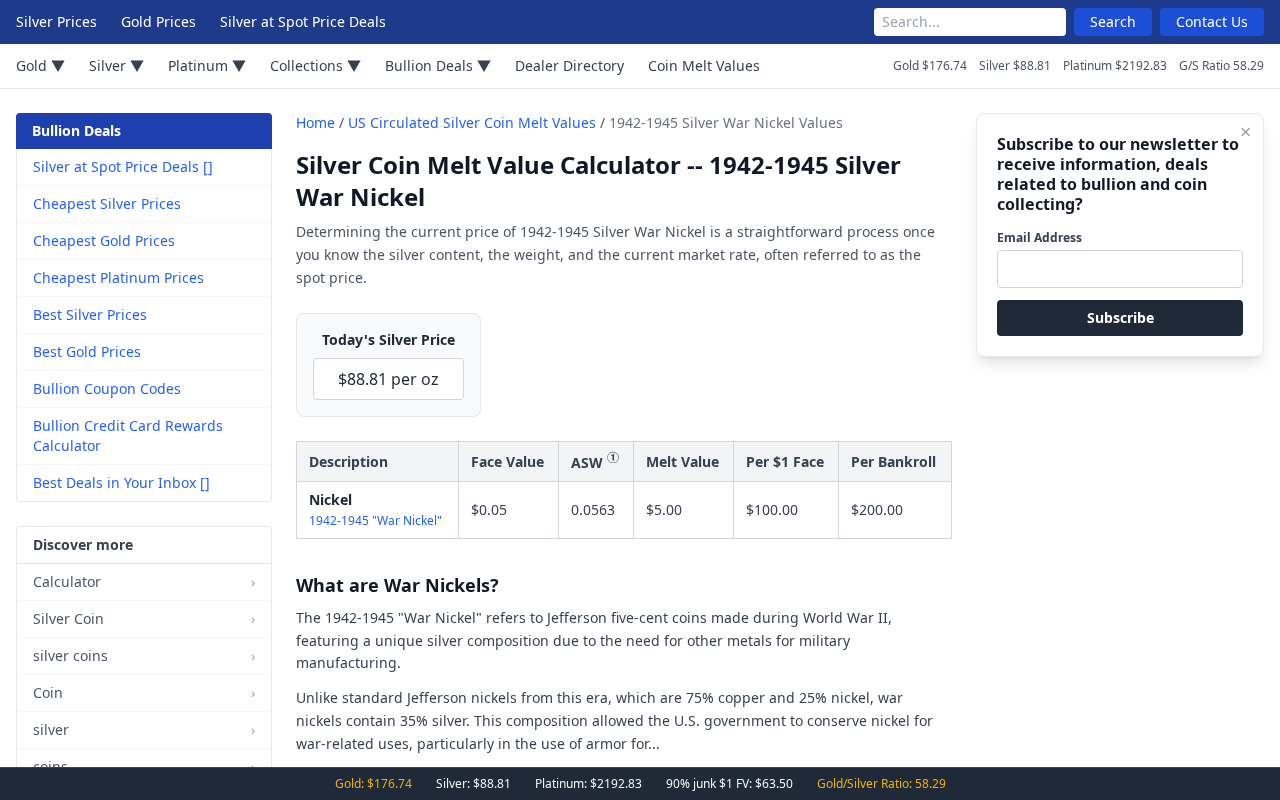 Silver Prices Gold Prices Silver at Spot Price Deals Search... Search Contact Us
Gold ▼ Silver ▼ Platinum ▼ Collections ▼ Bullion Deals ▼ Dealer Directory Coin Melt Values Gold $176.74 Silver $88.81 Platinum $2192.83 G/S Ratio 58.29
Bullion Deals
Silver at Spot Price Deals []
Cheapest Silver Prices
Cheapest Gold Prices
Cheapest Platinum Prices
Best Silver Prices
Best Gold Prices
Bullion Coupon Codes
Bullion Credit Card Rewards
Calculator
Best Deals in Your Inbox []
Discover more
Calculator ›
Silver Coin ›
silver coins ›
Coin ›
silver ›
coins ›
Home / US Circulated Silver Coin Melt Values / 1942-1945 Silver War Nickel Values
Silver Coin Melt Value Calculator -- 1942-1945 Silver
War Nickel
Determining the current price of 1942-1945 Silver War Nickel is a straightforward process once
you know the silver content, the weight, and the current market rate, often referred to as the
spot price.
Today's Silver Price
$88.81 per oz
Description Face Value ASW ① Melt Value Per $1 Face Per Bankroll
Nickel
1942-1945 "War Nickel" $0.05 0.0563 $5.00 $100.00 $200.00
What are War Nickels?
The 1942-1945 "War Nickel" refers to Jefferson five-cent coins made during World War II,
featuring a unique silver composition due to the need for other metals for military
manufacturing.
Unlike standard Jefferson nickels from this era, which are 75% copper and 25% nickel, war
nickels contain 35% silver. This composition allowed the U.S. government to conserve nickel for
war-related uses, particularly in the use of armor for...
×
Subscribe to our newsletter to
receive information, deals
related to bullion and coin
collecting?
Email Address
Subscribe
Gold: $176.74 Silver: $88.81 Platinum: $2192.83 90% junk $1 FV: $63.50 Gold/Silver Ratio: 58.29